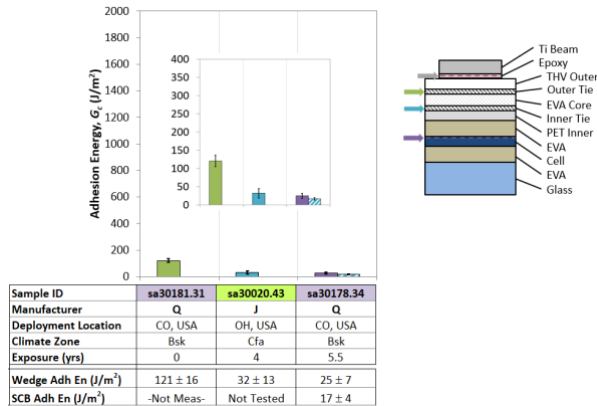 2000
1800
1600
1400
1200
1000
800
600
400
200
0
Adhesion Energy, Gc (J/m²)
400
350
300
250
200
150
100
50
0
Ti Beam
Epoxy
THV Outer
Outer Tie
EVA Core
Inner Tie
PET Inner
EVA
Cell
EVA
Glass
Sample ID sa30181.31 sa30020.43 sa30178.34
Manufacturer Q J Q
Deployment Location CO, USA OH, USA CO, USA
Climate Zone Bsk Cfa Bsk
Exposure (yrs) 0 4 5.5
Wedge Adh En (J/m²) 121 ± 16 32 ± 13 25 ± 7
SCB Adh En (J/m²) -Not Meas- Not Tested 17 ± 4